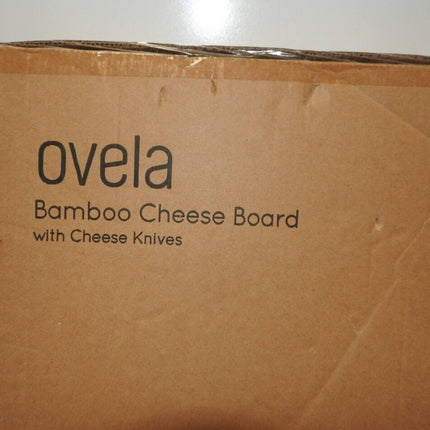 ovela
Bamboo Cheese Board
with Cheese Knives